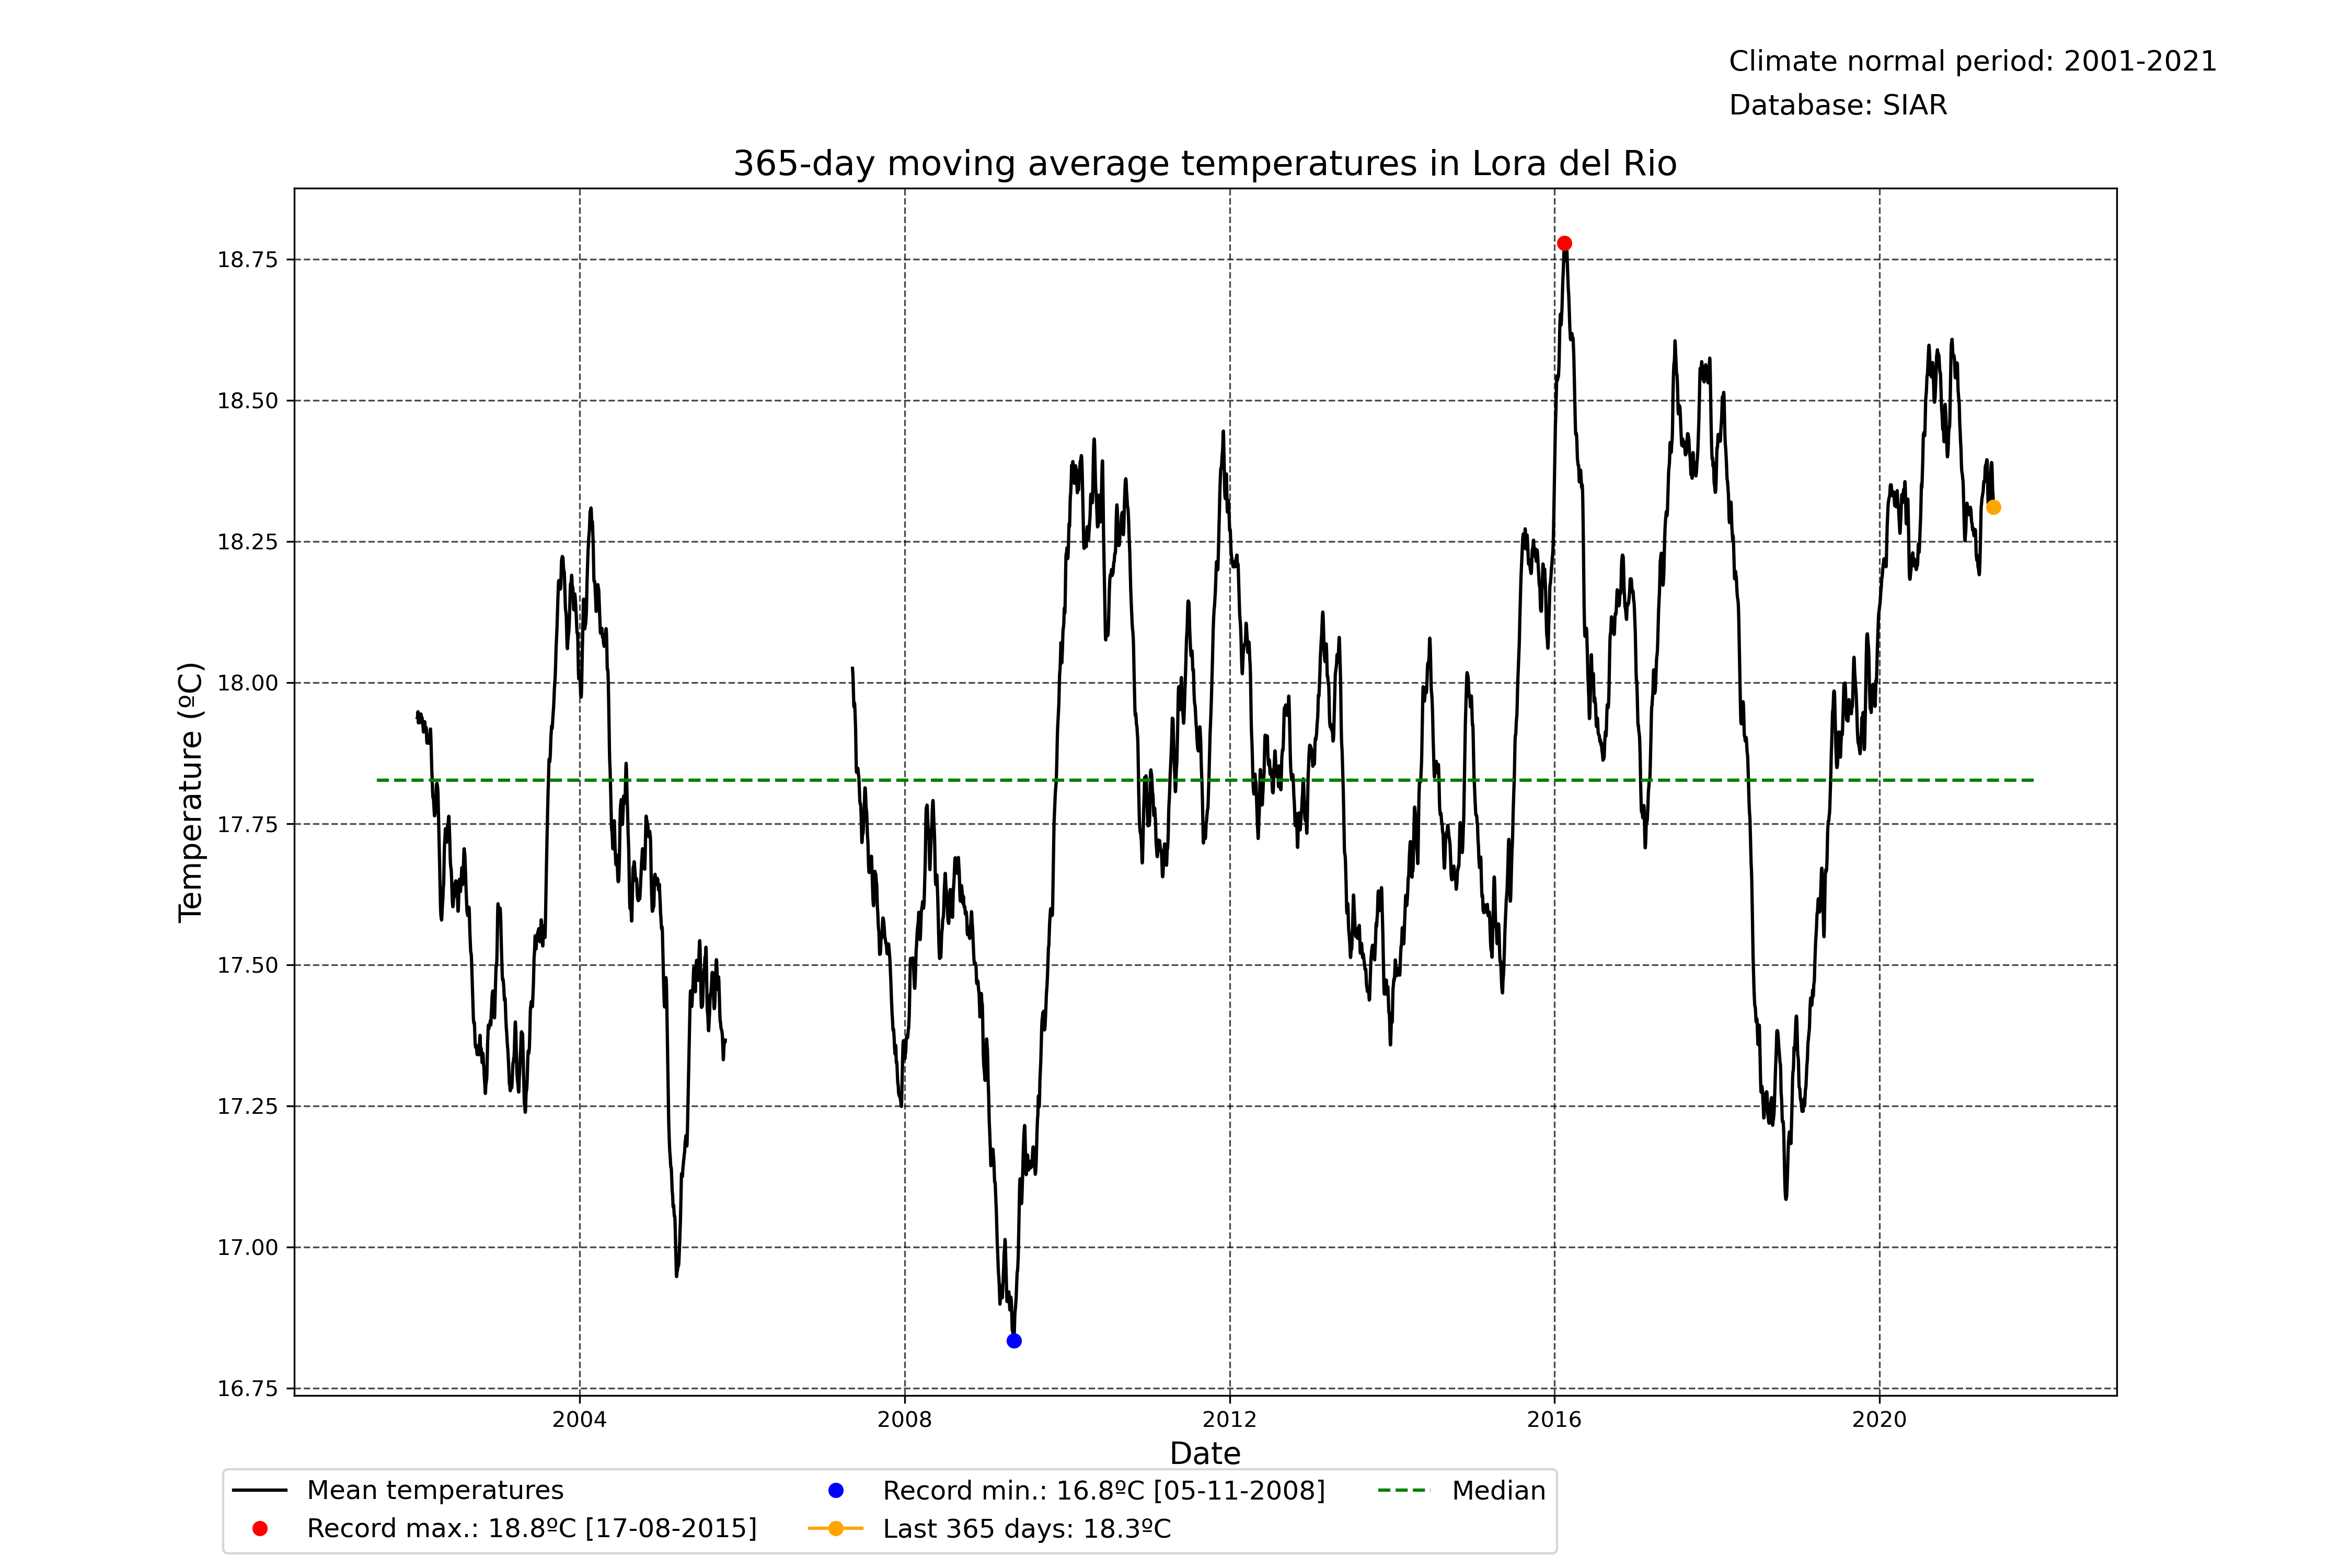 Climate normal period: 2001-2021
Database: SIAR
365-day moving average temperatures in Lora del Rio
Temperature (ºC)
18.75
18.50
18.25
18.00
17.75
17.50
17.25
17.00
16.75
2004 2008 2012 2016 2020
Date
Mean temperatures
Record max.: 18.8ºC [17-08-2015]
Record min.: 16.8ºC [05-11-2008]
Last 365 days: 18.3ºC
Median